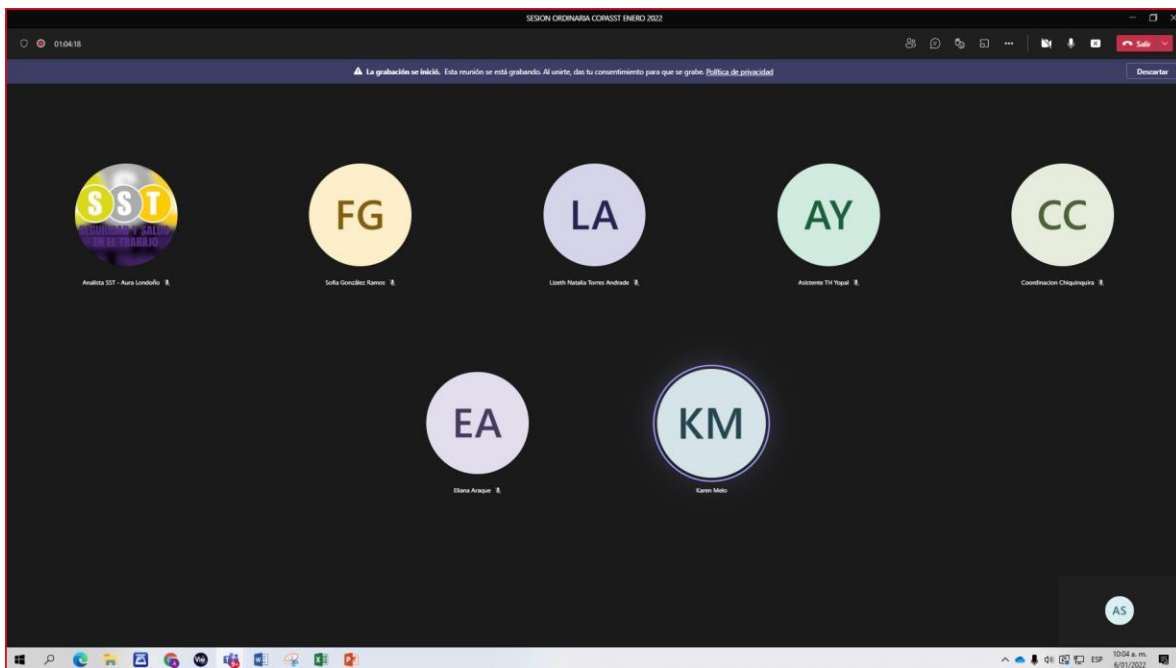 SESION ORDINARIA COPASST ENERO 2022
01:04:18
Salir
La grabación se inició. Esta reunión se está grabando. Al unirte, das tu consentimiento para que se grabe. Política de privacidad
Descartar
SST
SEGURIDAD Y SALUD
EN EL TRABAJO
FG
LA
AY
CC
Analista SST - Aura Londoño
Sofia González Ramos
Lizeth Natalia Torres Andrade
Asistente TH Yopal
Coordinacion Chiquinquira
EA
KM
Eliana Araque
Karen Melo
AS
ESP
10:04 a. m.
6/01/2022